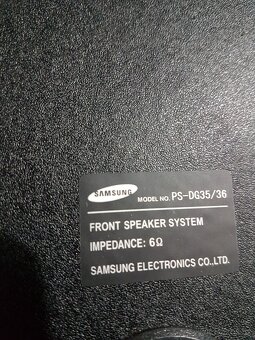 SAMSUNG MODEL NO. PS-DG35/36
FRONT SPEAKER SYSTEM
IMPEDANCE: 6Ω
SAMSUNG ELECTRONICS CO.,LTD.